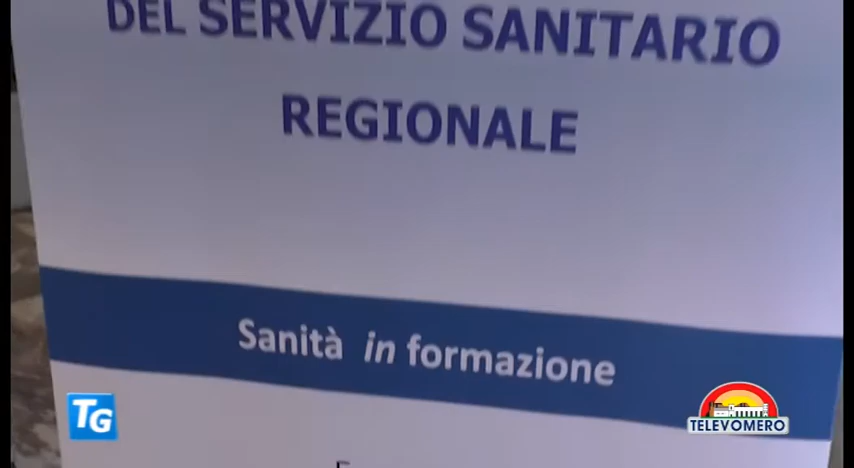 DEL SERVIZIO SANITARIO
REGIONALE
Sanità in formazione
TG
TELEVOMERO